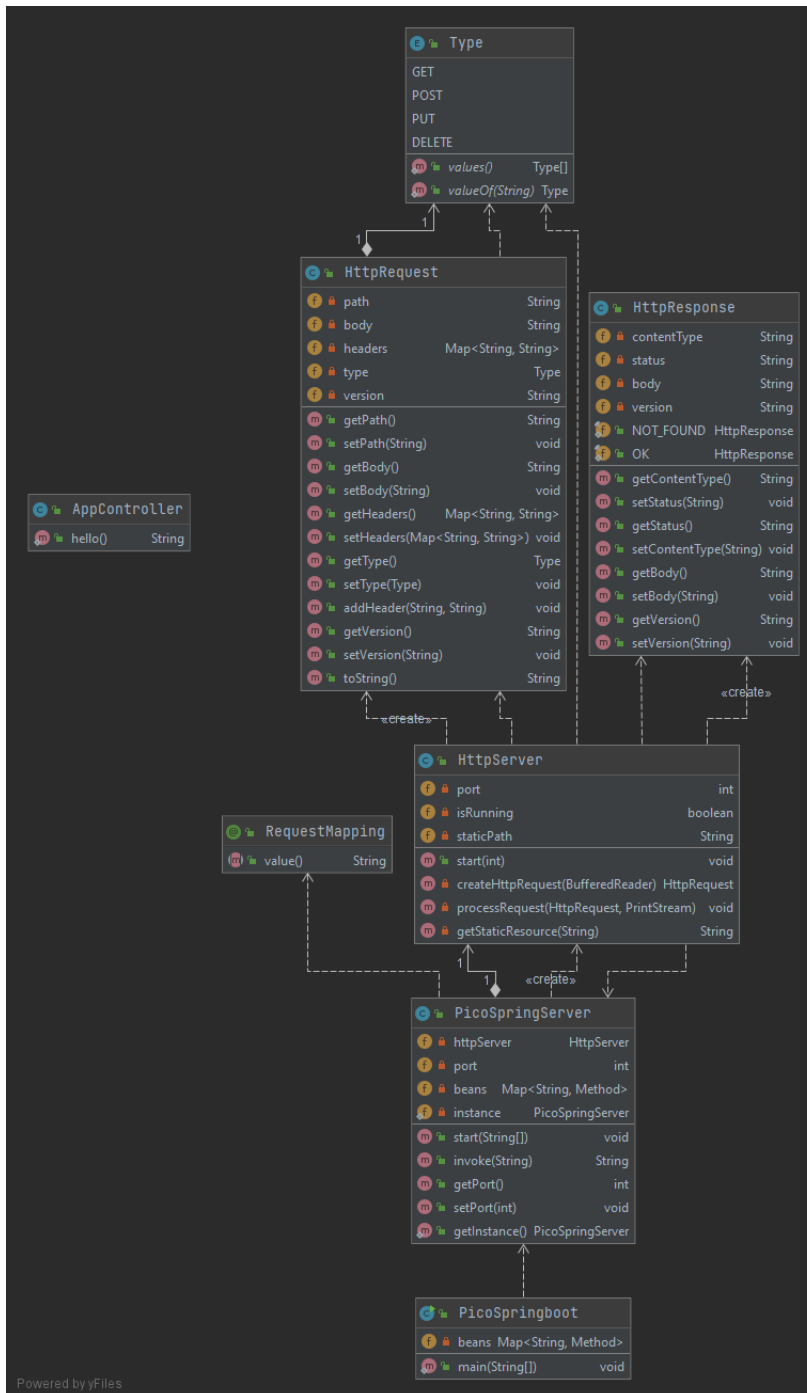 Type
GET
POST
PUT
DELETE
values() Type[]
valueOf(String) Type
1
1
HttpRequest
path String
body String
headers Map<String, String>
type Type
version String
getPath() String
setPath(String) void
getBody() String
setBody(String) void
getHeaders() Map<String, String>
setHeaders(Map<String, String>) void
getType() Type
setType(Type) void
addHeader(String, String) void
getVersion() String
setVersion(String) void
toString() String
HttpResponse
contentType String
status String
body String
version String
NOT_FOUND HttpResponse
OK HttpResponse
getContentType() String
setStatus(String) void
getStatus() String
setContentType(String) void
getBody() String
setBody(String) void
getVersion() String
setVersion(String) void
AppController
hello() String
«create»
«create»
HttpServer
port int
isRunning boolean
staticPath String
start(int) void
createHttpRequest(BufferedReader) HttpRequest
processRequest(HttpRequest, PrintStream) void
getStaticResource(String) String
RequestMapping
value() String
1
1
«create»
PicoSpringServer
httpServer HttpServer
port int
beans Map<String, Method>
instance PicoSpringServer
start(String[]) void
invoke(String) String
getPort() int
setPort(int) void
getInstance() PicoSpringServer
PicoSpringboot
beans Map<String, Method>
main(String[]) void
Powered by yFiles